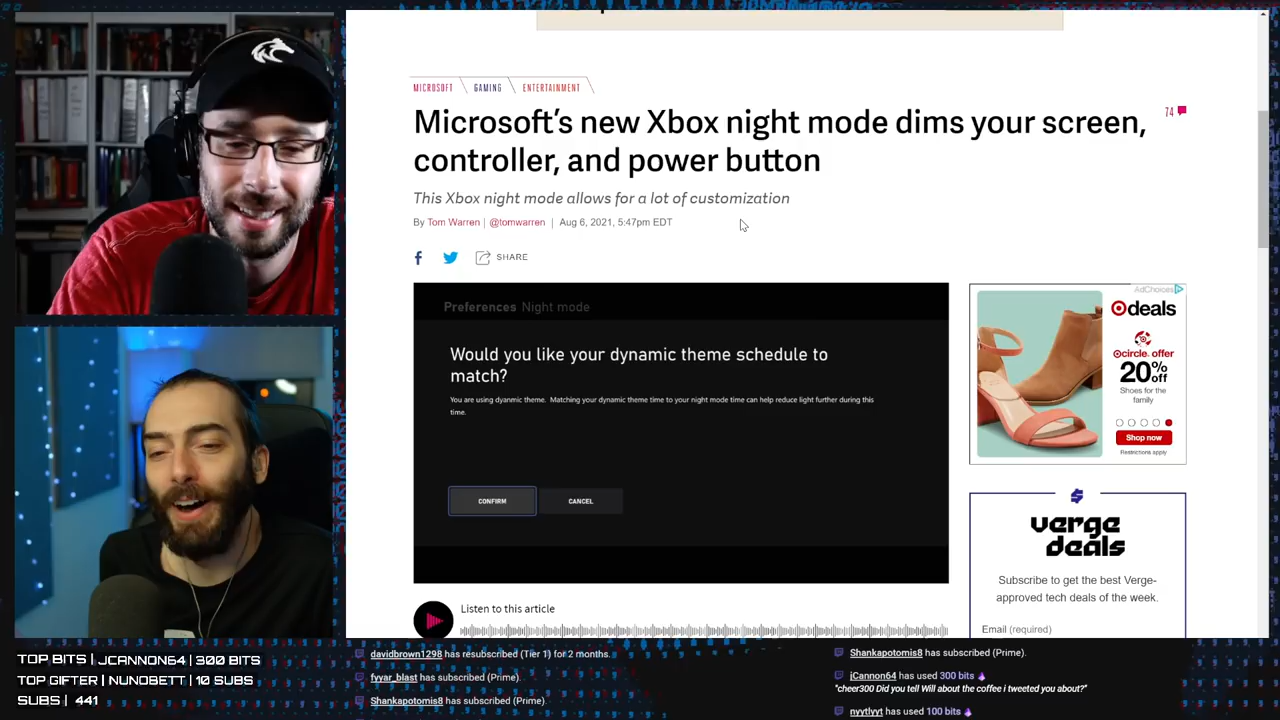 MICROSOFT GAMING ENTERTAINMENT
Microsoft's new Xbox night mode dims your screen,
controller, and power button
74
This Xbox night mode allows for a lot of customization
By Tom Warren | @tomwarren | Aug 6, 2021, 5:47pm EDT
SHARE
Preferences Night mode
Would you like your dynamic theme schedule to
match?
You are using dyanmic theme. Matching your dynamic theme time to your night mode time can help reduce light further during this
time.
CONFIRM CANCEL
Listen to this article
AdChoices
deals
circle offer
20% off
Shoes for the
family
Shop now
Restrictions apply
verge
deals
Subscribe to get the best Verge-
approved tech deals of the week.
Email (required)
TOP BITS | JCANNON64 | 300 BITS
TOP GIFTER | NUNOBETT | 10 SUBS
SUBS | 441
davidbrown1298 has resubscribed (Tier 1) for 2 months.
fyyar_blast has subscribed (Prime).
Shankapotomis8 has subscribed (Prime).
Shankapotomis8 has subscribed (Prime).
jCannon64 has used 300 bits
"cheer300 Did you tell Will about the coffee i tweeted you about?"
nyytlyyt has used 100 bits